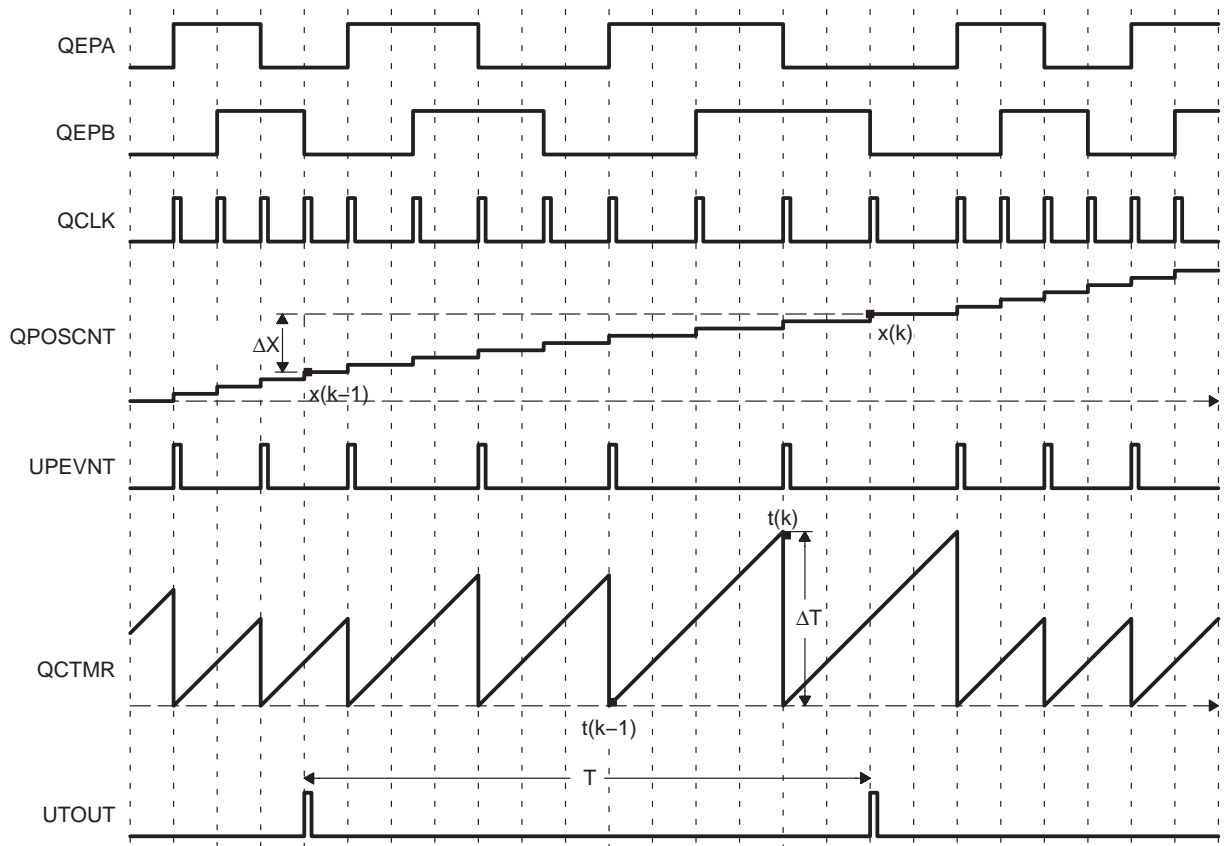 QEPA
QEPB
QCLK
QPOSCNT
ΔX
x(k)
x(k−1)
UPEVNT
t(k)
ΔT
QCTMR
t(k−1)
T
UTOUT